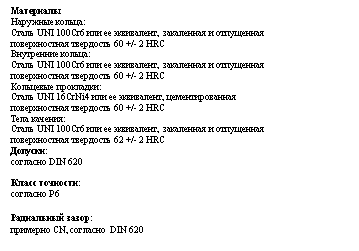 Материалы
Наружные кольца:
Сталь UNI 100Cr6 или ее эквивалент, закаленная и отпущенная
поверхностная твердость 60 +/- 2 HRC
Внутренние кольца:
Сталь UNI 100Cr6 или ее эквивалент, закаленная и отпущенная
поверхностная твердость 60 +/- 2 HRC
Кольцевые прокладки:
Сталь UNI 16CrNi4 или ее эквивалент, цементированная
поверхностная твердость 60 +/- 2 HRC
Тела качения:
Сталь UNI 100Cr6 или ее эквивалент, закаленная и отпущенная
поверхностная твердость 62 +/- 2 HRC
Допуски:
согласно DIN 620
Класс точности:
согласно P6
Радиальный зазор:
примерно CN, согласно DIN 620